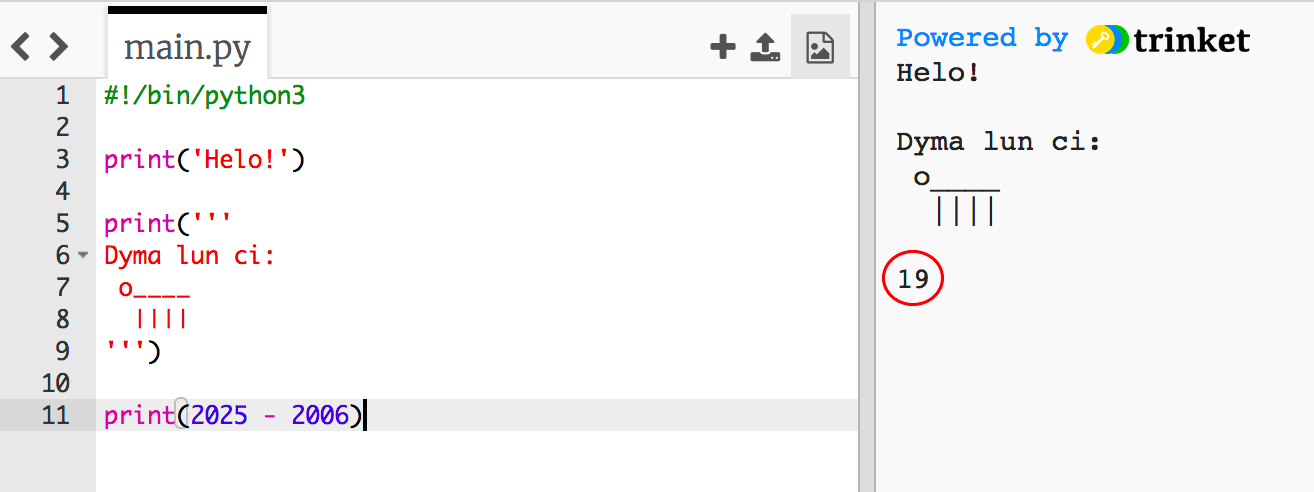 main.py
1 #!/bin/python3
2
3 print('Helo!')
4
5 print('''
6 Dyma lun ci:
7  o____
8   ||||
9 ''')
10
11 print(2025 - 2006)
Powered by trinket
Helo!
Dyma lun ci:
 o____
  ||||
19